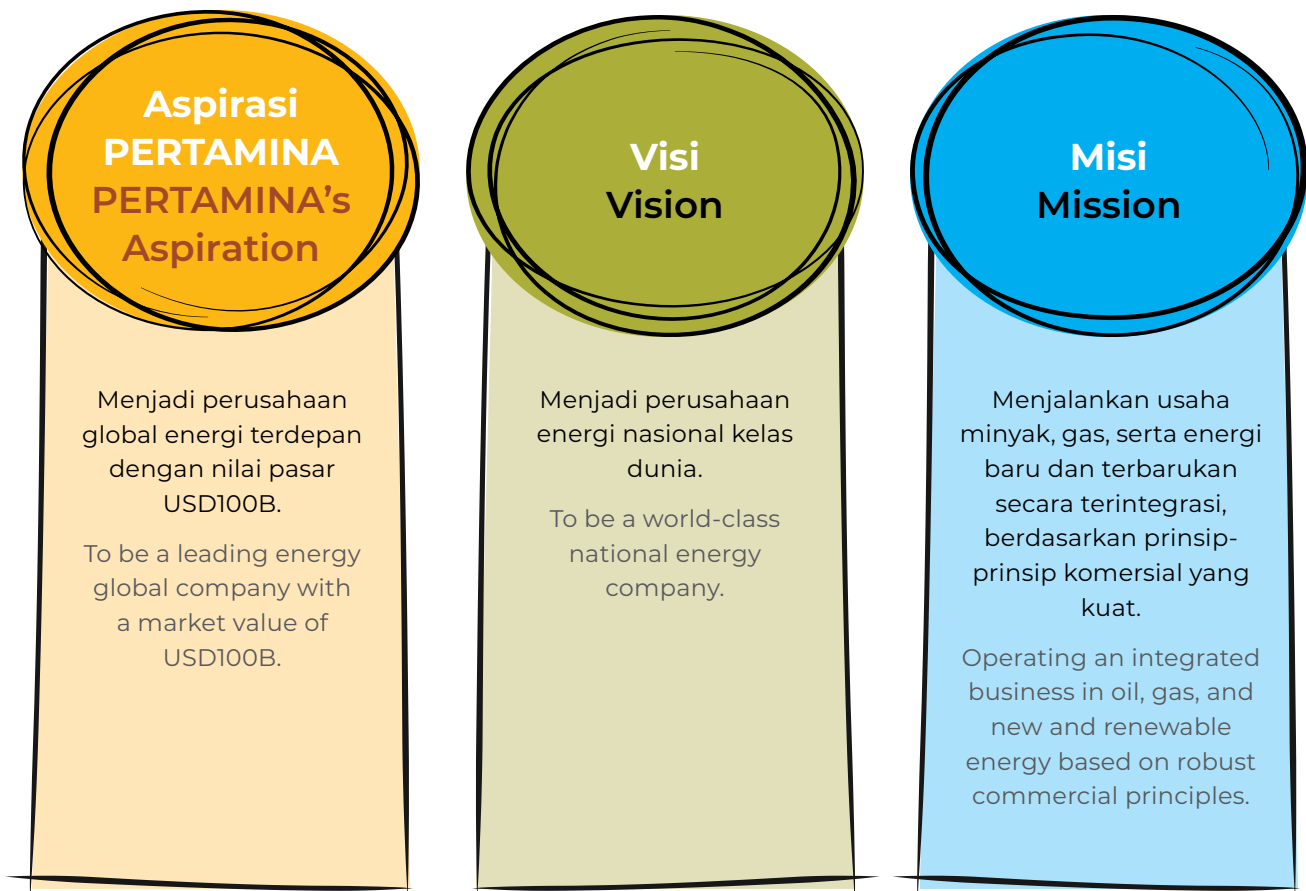 Aspirasi
PERTAMINA
PERTAMINA's
Aspiration
Menjadi perusahaan
global energi terdepan
dengan nilai pasar
USD100B.
To be a leading energy
global company with
a market value of
USD100B.
Visi
Vision
Menjadi perusahaan
energi nasional kelas
dunia.
To be a world-class
national energy
company.
Misi
Mission
Menjalankan usaha
minyak, gas, serta energi
baru dan terbarukan
secara terintegrasi,
berdasarkan prinsip-
prinsip komersial yang
kuat.
Operating an integrated
business in oil, gas, and
new and renewable
energy based on robust
commercial principles.